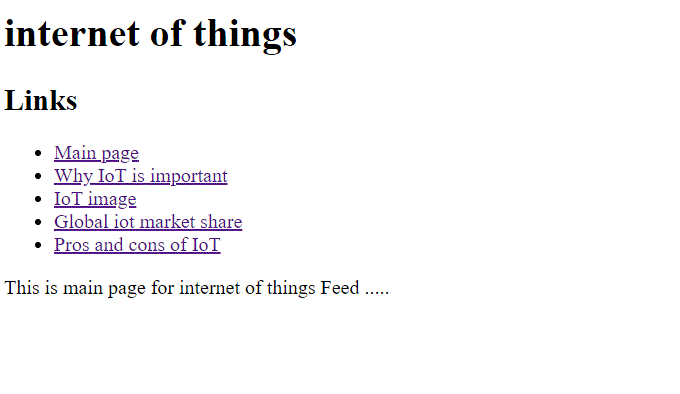 internet of things
Links
Main page
Why IoT is important
IoT image
Global iot market share
Pros and cons of IoT
This is main page for internet of things Feed .....